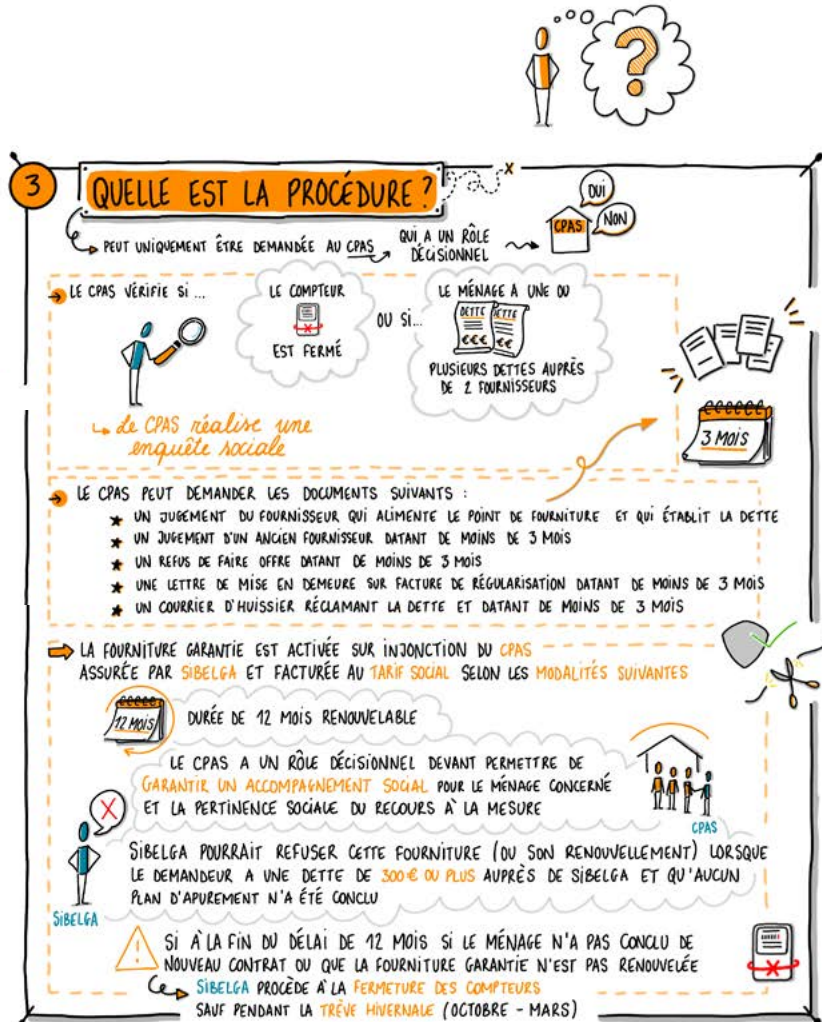 ?
3
QUELLE EST LA PROCÉDURE ?
PEUT UNIQUEMENT ÊTRE DEMANDÉE AU CPAS
QUI A UN RÔLE
DÉCISIONNEL
CPAS
OUI
NON
LE CPAS VÉRIFIE SI ...
LE COMPTEUR
EST FERMÉ
OU SI...
LE MÉNAGE A UNE OU
DETTE
DETTE
€€€
€€€
PLUSIEURS DETTES AUPRÈS
DE 2 FOURNISSEURS
Le CPAS réalise une
enquête sociale
3 MOIS
LE CPAS PEUT DEMANDER LES DOCUMENTS SUIVANTS :
UN JUGEMENT DU FOURNISSEUR QUI ALIMENTE LE POINT DE FOURNITURE ET QUI ÉTABLIT LA DETTE
UN JUGEMENT D'UN ANCIEN FOURNISSEUR DATANT DE MOINS DE 3 MOIS
UN REFUS DE FAIRE OFFRE DATANT DE MOINS DE 3 MOIS
UNE LETTRE DE MISE EN DEMEURE SUR FACTURE DE RÉGULARISATION DATANT DE MOINS DE 3 MOIS
UN COURRIER D'HUISSIER RÉCLAMANT LA DETTE ET DATANT DE MOINS DE 3 MOIS
LA FOURNITURE GARANTIE EST ACTIVÉE SUR INJONCTION DU CPAS
ASSURÉE PAR SIBELGA ET FACTURÉE AU TARIF SOCIAL SELON LES MODALITÉS SUIVANTES
12 MOIS
DURÉE DE 12 MOIS RENOUVELABLE
LE CPAS A UN RÔLE DÉCISIONNEL DEVANT PERMETTRE DE
GARANTIR UN ACCOMPAGNEMENT SOCIAL POUR LE MÉNAGE CONCERNÉ
ET LA PERTINENCE SOCIALE DU RECOURS À LA MESURE
CPAS
SIBELGA POURRAIT REFUSER CETTE FOURNITURE (OU SON RENOUVELLEMENT) LORSQUE
LE DEMANDEUR A UNE DETTE DE 300€ OU PLUS AUPRÈS DE SIBELGA ET QU'AUCUN
PLAN D'APUREMENT N'A ÉTÉ CONCLU
SIBELGA
SI À LA FIN DU DÉLAI DE 12 MOIS SI LE MÉNAGE N'A PAS CONCLU DE
NOUVEAU CONTRAT OU QUE LA FOURNITURE GARANTIE N'EST PAS RENOUVELÉE
SIBELGA PROCÈDE À LA FERMETURE DES COMPTEURS
SAUF PENDANT LA TRÊVE HIVERNALE (OCTOBRE - MARS)